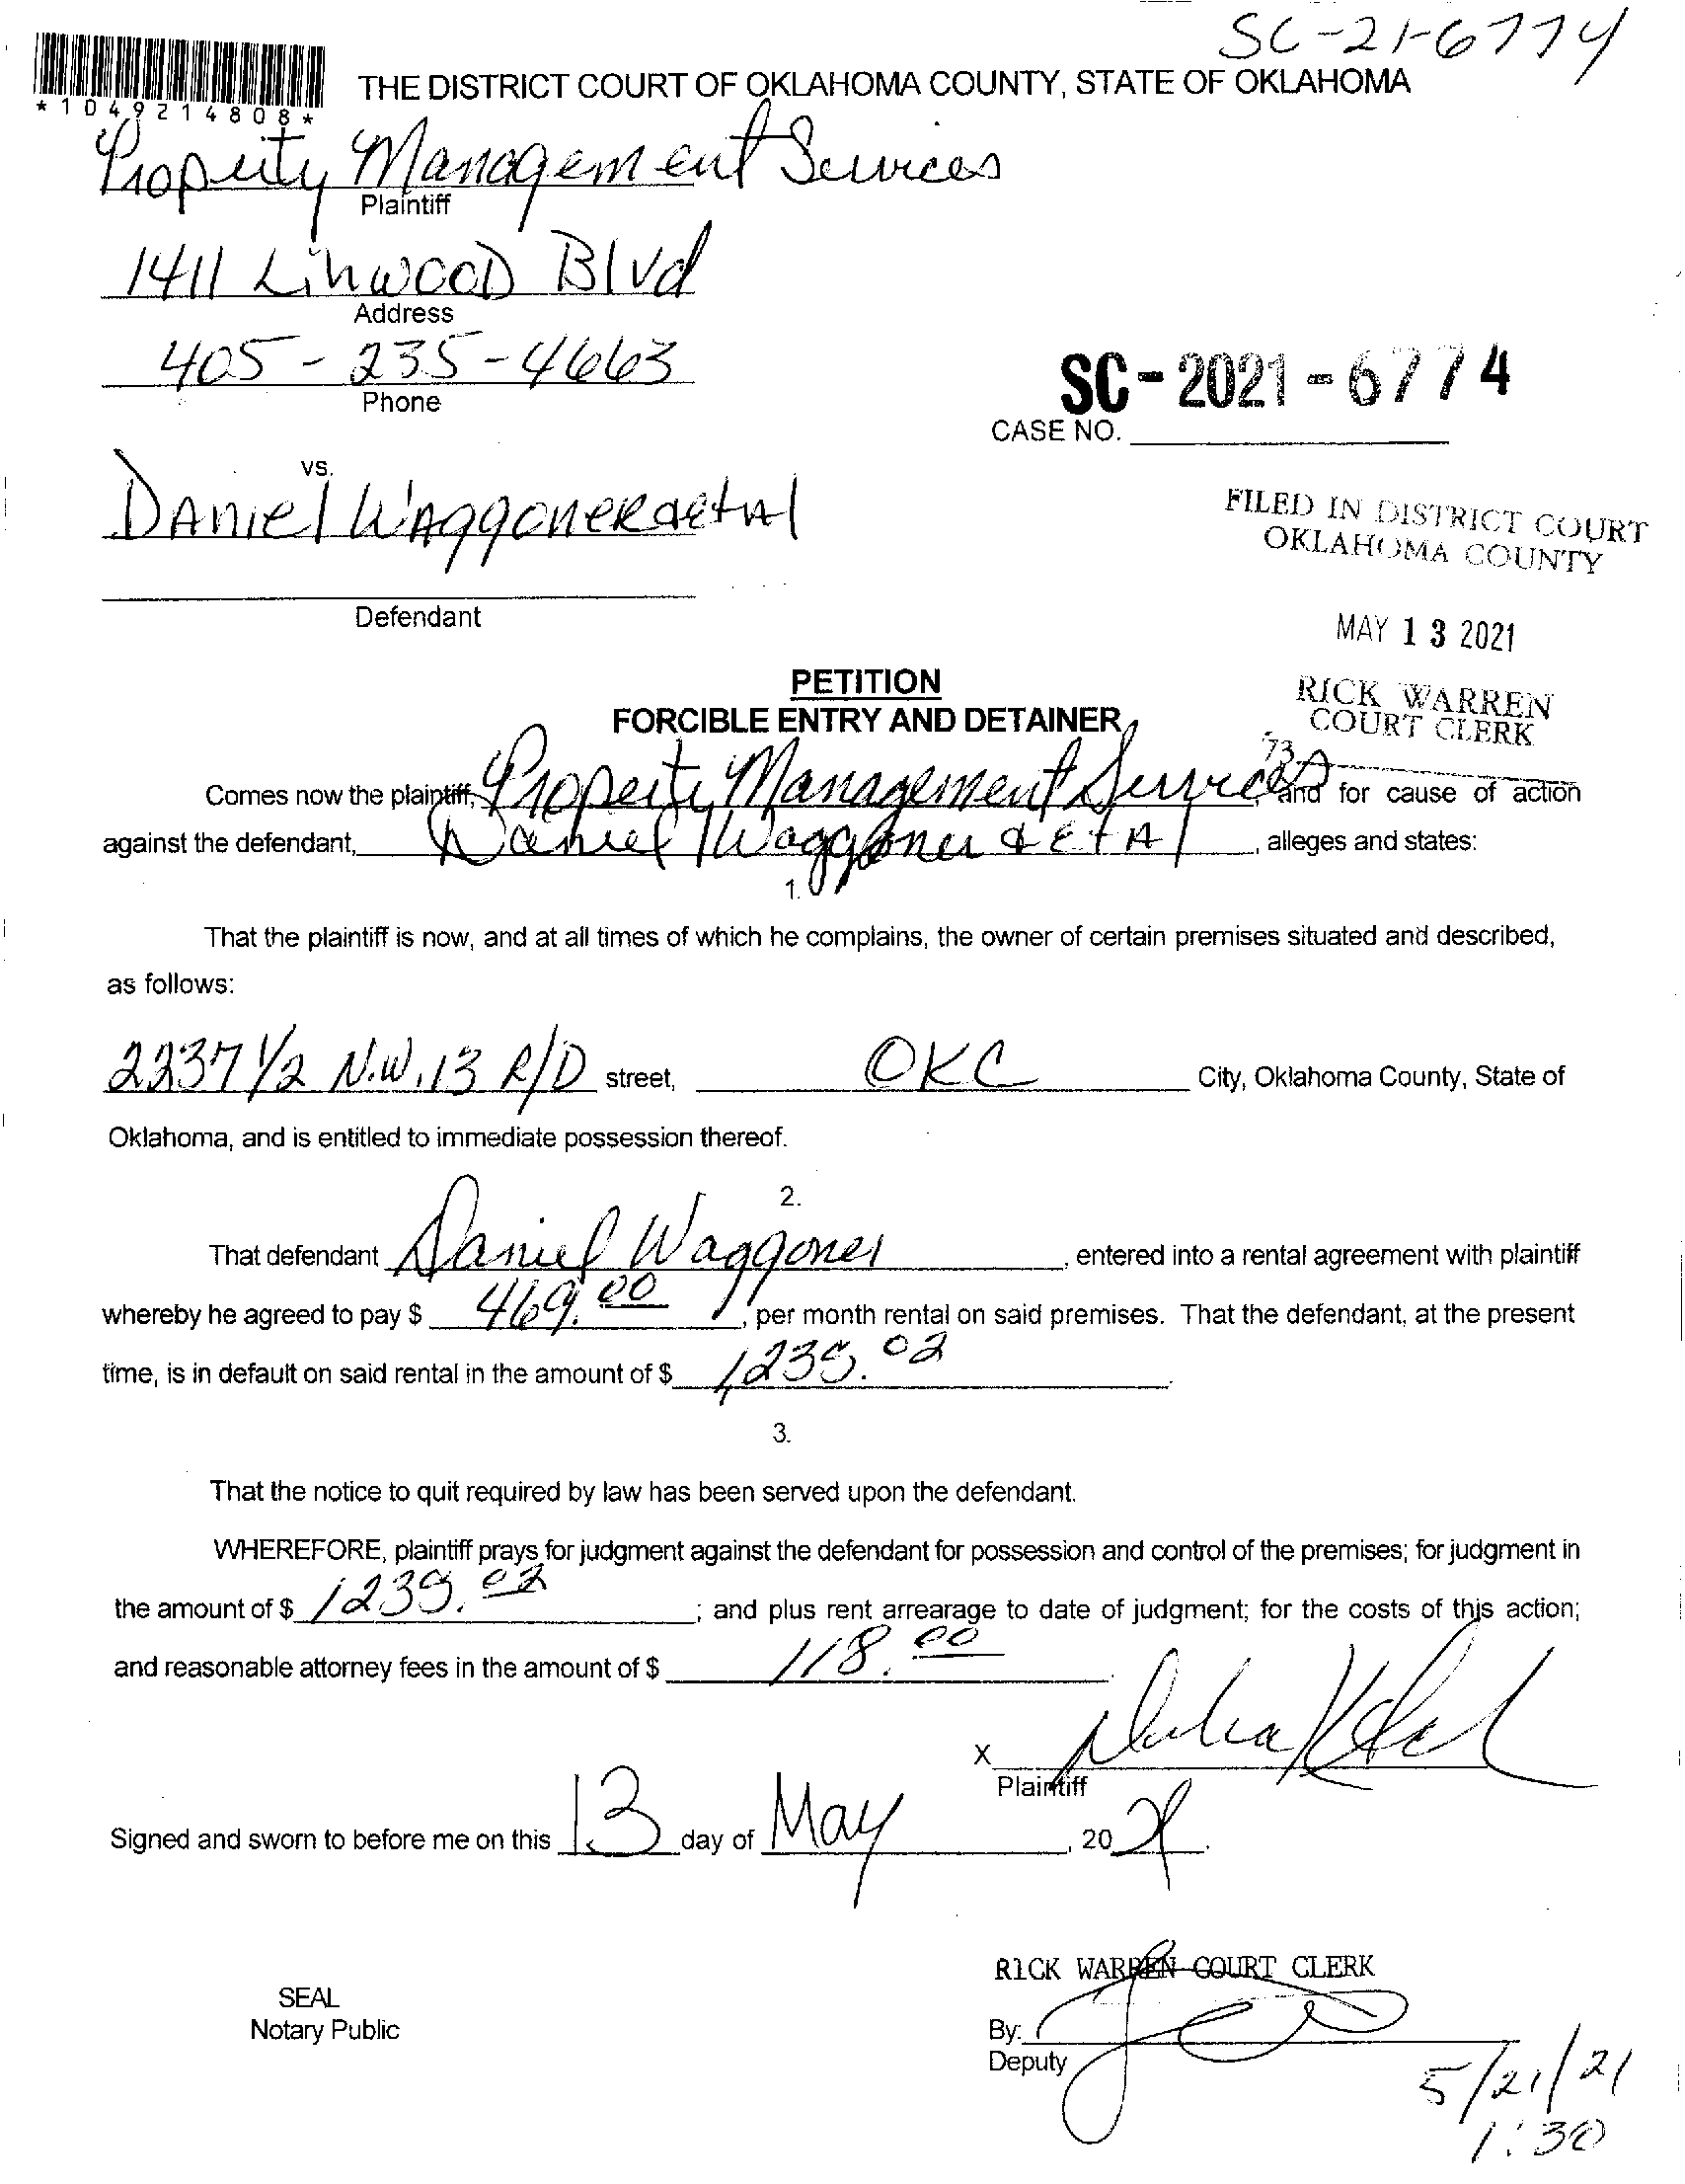 SC-21-6774
*1049214808*
THE DISTRICT COURT OF OKLAHOMA COUNTY, STATE OF OKLAHOMA
Property Management Services
Plaintiff
1411 Linwood Blvd
Address
405-235-4663
Phone
SC-2021-6774
CASE NO.
vs.
Daniel Waggoner & etal
FILED IN DISTRICT COURT
OKLAHOMA COUNTY
Defendant
MAY 13 2021
PETITION
RICK WARREN
FORCIBLE ENTRY AND DETAINER
COURT CLERK
73
Comes now the plaintiff, Property Management Services and for cause of action
against the defendant, Daniel Waggoner & etAl, alleges and states:
1.
That the plaintiff is now, and at all times of which he complains, the owner of certain premises situated and described,
as follows:
2237 1/2 N.W. 13 R/D street, OKC City, Oklahoma County, State of
Oklahoma, and is entitled to immediate possession thereof.
2.
That defendant Daniel Waggoner, entered into a rental agreement with plaintiff
whereby he agreed to pay $ 469.00, per month rental on said premises. That the defendant, at the present
time, is in default on said rental in the amount of $
3.
That the notice to quit required by law has been served upon the defendant.
WHEREFORE, plaintiff prays for judgment against the defendant for possession and control of the premises; for judgment in
the amount of $ ; and plus rent arrearage to date of judgment; for the costs of this action;
and reasonable attorney fees in the amount of $ 118.00
X
Plaintiff
Signed and sworn to before me on this 13 day of May, 2021.
RICK WARREN COURT CLERK
SEAL
Notary Public
By:
Deputy
5/21/21
1:30